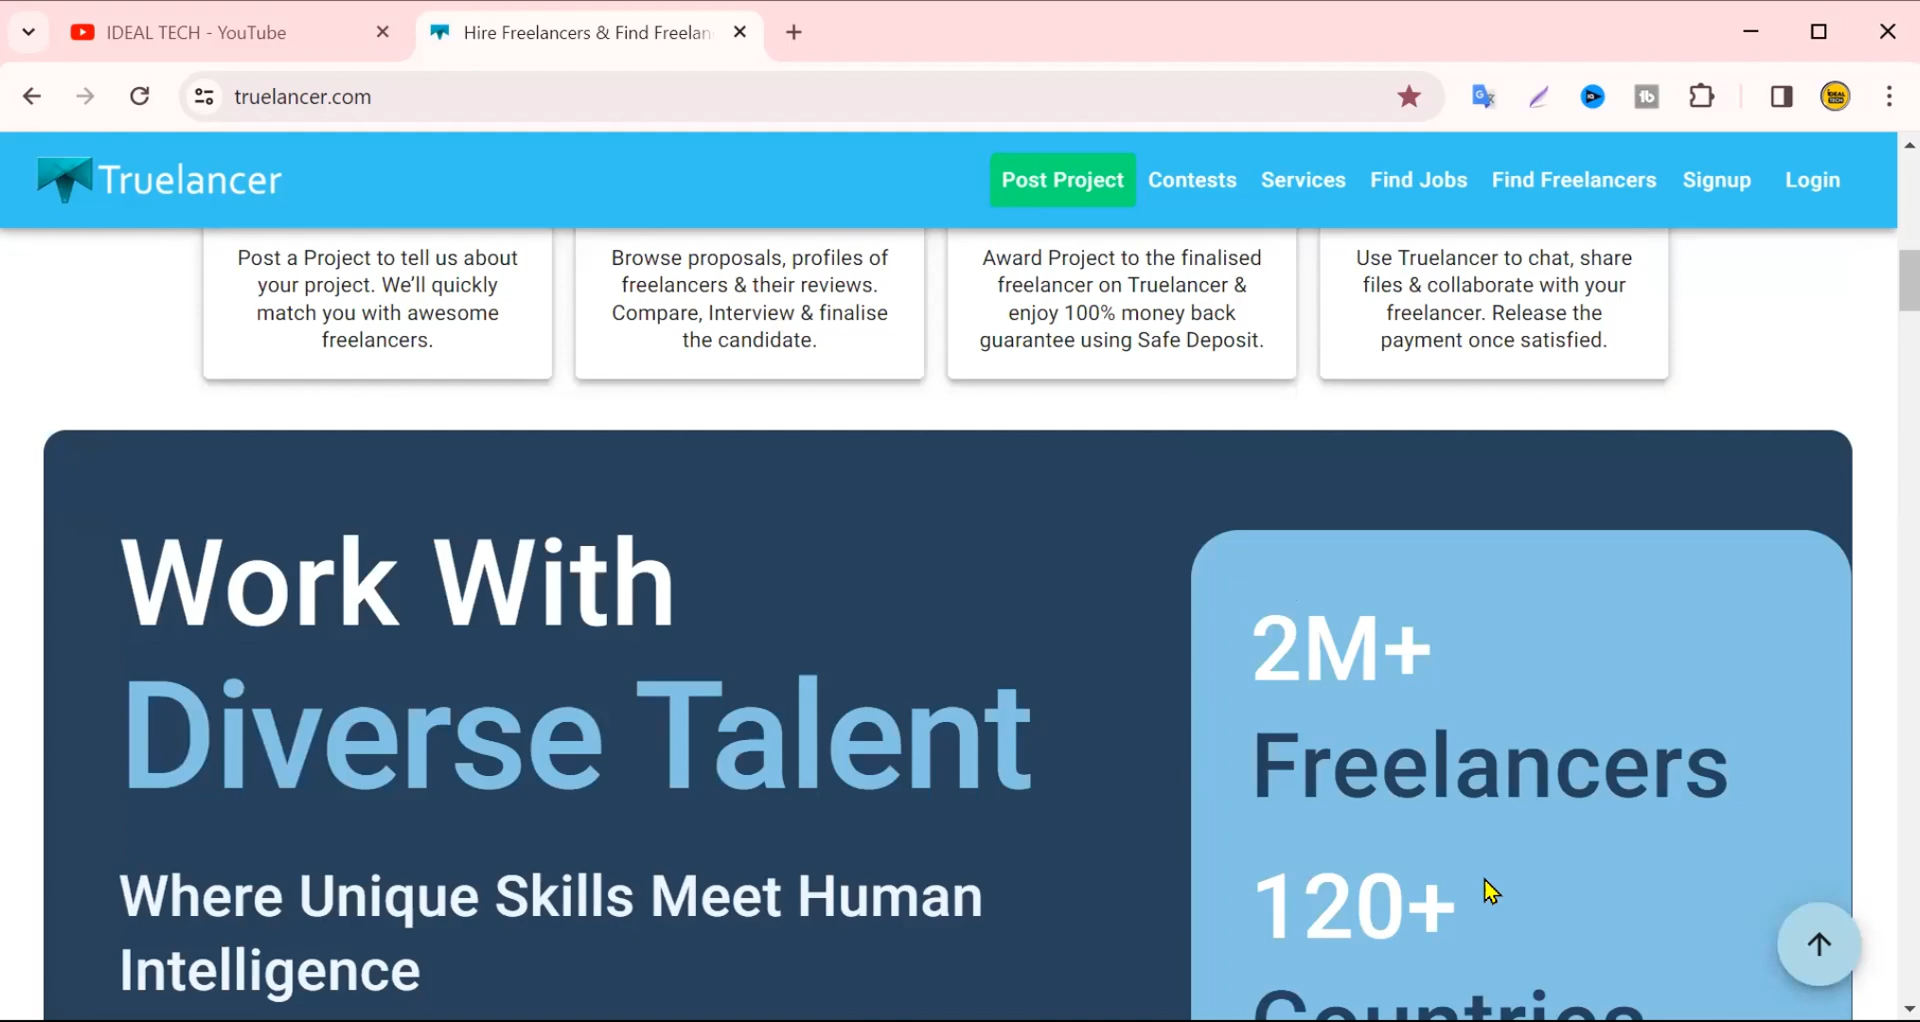 IDEAL TECH - YouTube
Hire Freelancers & Find Freelan
truelancer.com
Truelancer
Post Project
Contests
Services
Find Jobs
Find Freelancers
Signup
Login
Post a Project to tell us about
your project. We'll quickly
match you with awesome
freelancers.
Browse proposals, profiles of
freelancers & their reviews.
Compare, Interview & finalise
the candidate.
Award Project to the finalised
freelancer on Truelancer &
enjoy 100% money back
guarantee using Safe Deposit.
Use Truelancer to chat, share
files & collaborate with your
freelancer. Release the
payment once satisfied.
Work With
Diverse Talent
Where Unique Skills Meet Human
Intelligence
2M+
Freelancers
120+
Countries